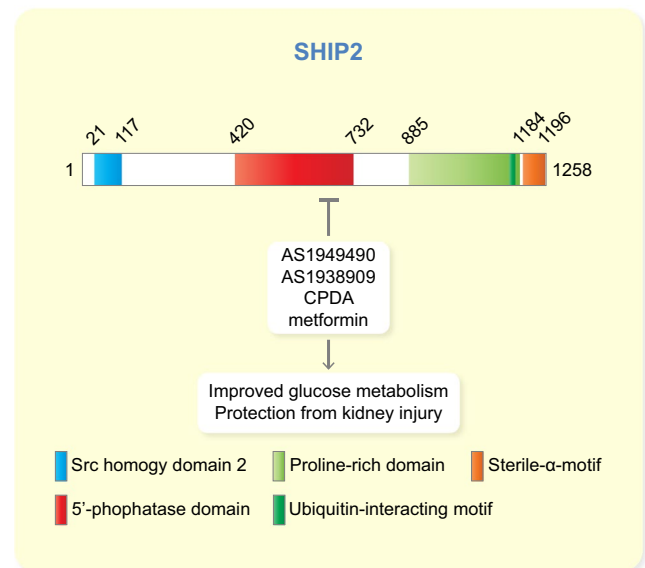 SHIP2
21 117 420 732 885 1184 1196
1 1258
AS1949490
AS1938909
CPDA
metformin
Improved glucose metabolism
Protection from kidney injury
Src homogy domain 2 Proline-rich domain Sterile-α-motif
5'-phophatase domain Ubiquitin-interacting motif